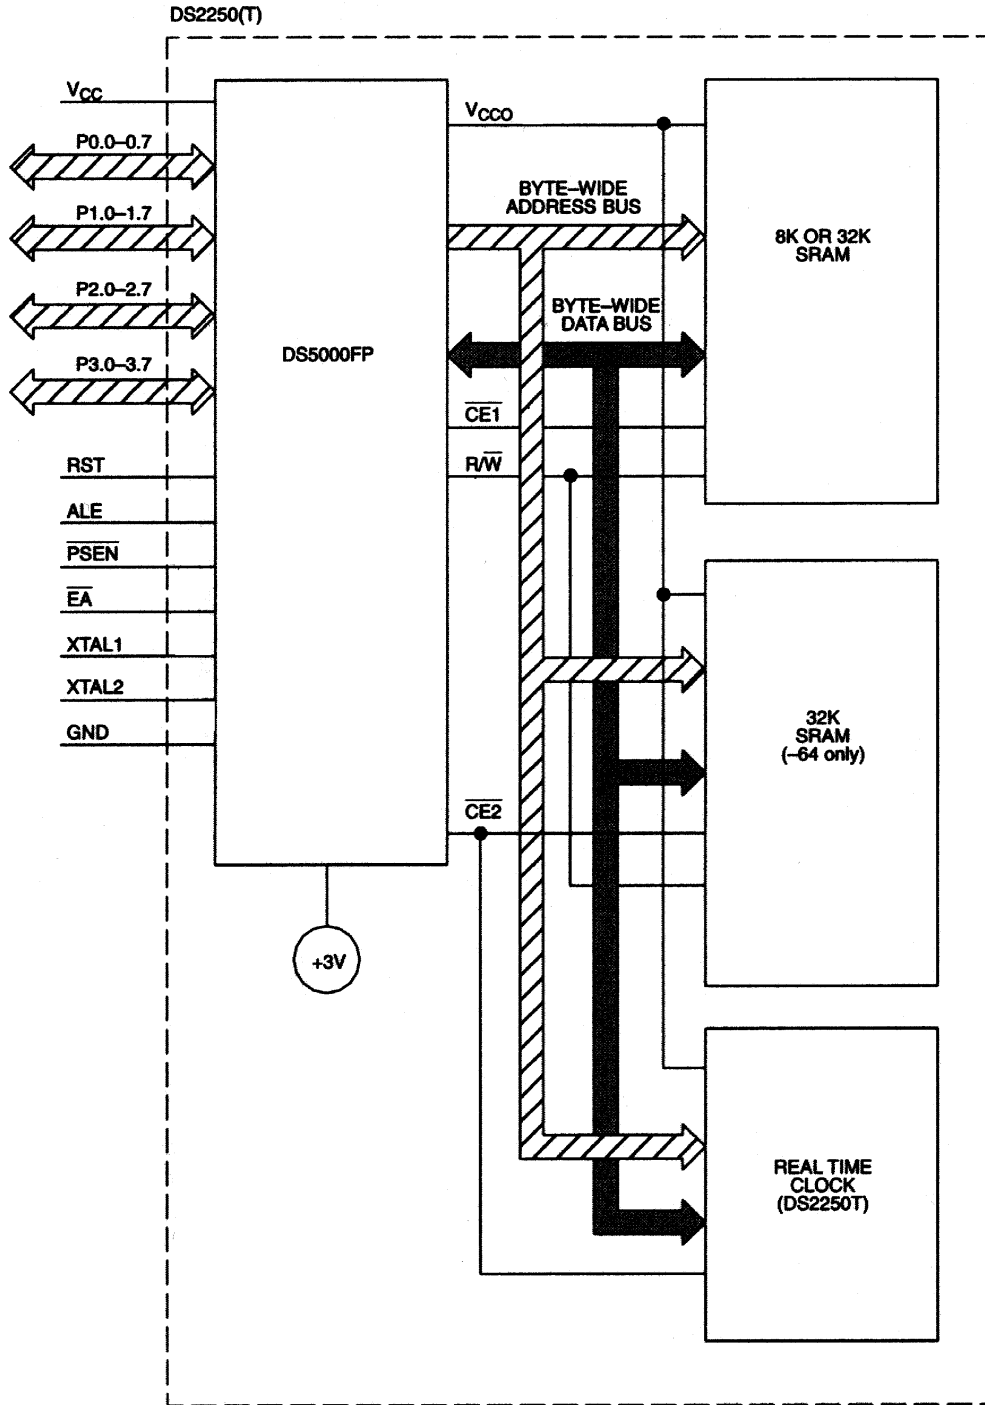 DS2250(T)
VCC
P0.0–0.7
P1.0–1.7
P2.0–2.7
P3.0–3.7
RST
ALE
PSEN
EA
XTAL1
XTAL2
GND
DS5000FP
+3V
VCCO
BYTE–WIDE
ADDRESS BUS
BYTE–WIDE
DATA BUS
CE1
R/W
CE2
8K OR 32K
SRAM
32K
SRAM
(–64 only)
REAL TIME
CLOCK
(DS2250T)